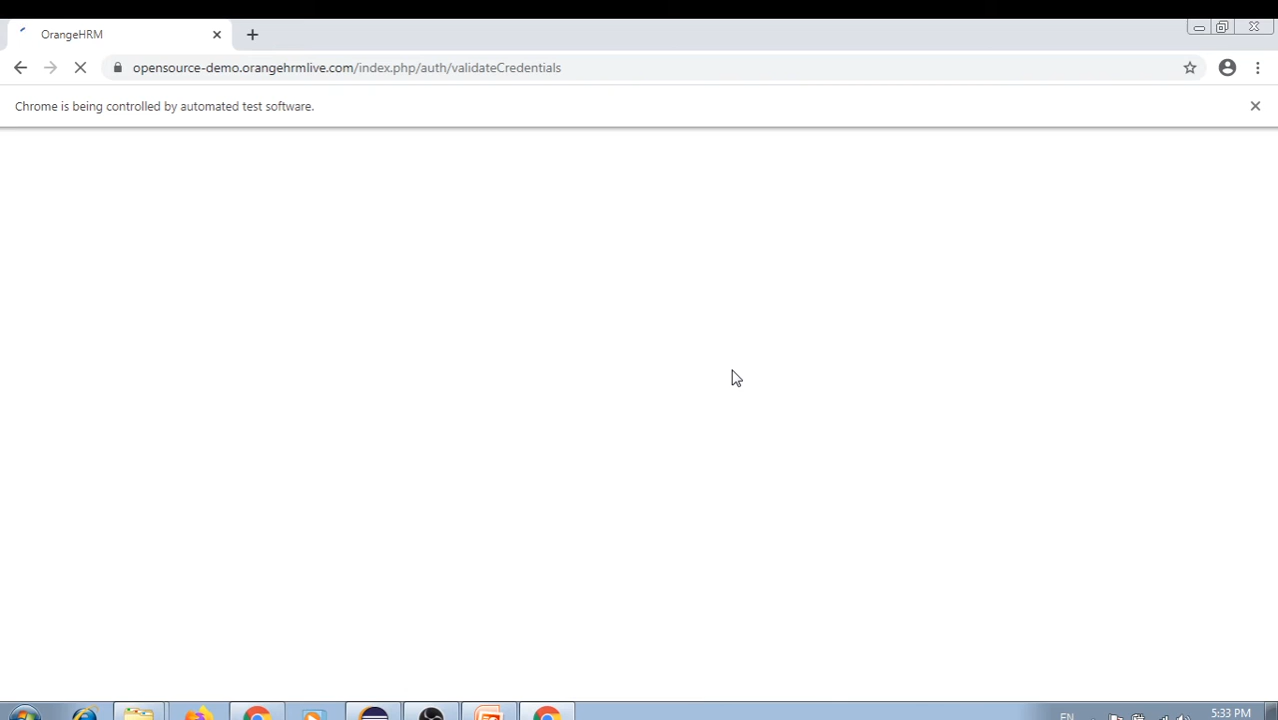 OrangeHRM
opensource-demo.orangehrmlive.com/index.php/auth/validateCredentials
Chrome is being controlled by automated test software.
EN
5:33 PM